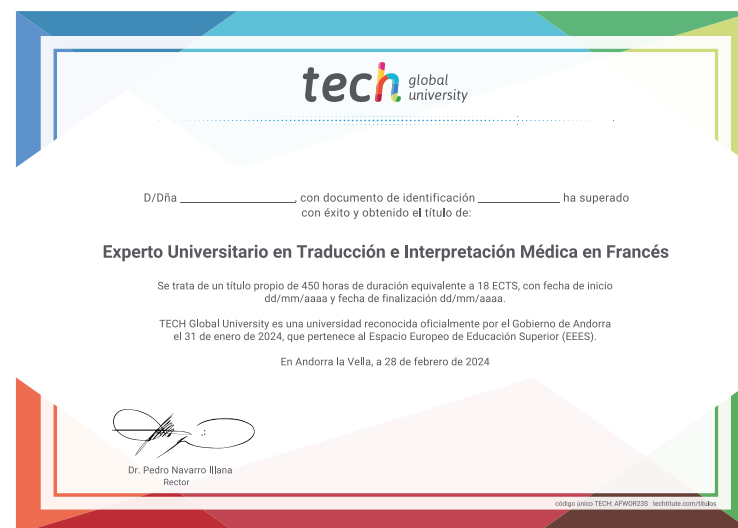 tech global university
D/Dña ______________, con documento de identificación ______________ ha superado
con éxito y obtenido el título de:
Experto Universitario en Traducción e Interpretación Médica en Francés
Se trata de un título propio de 450 horas de duración equivalente a 18 ECTS, con fecha de inicio
dd/mm/aaaa y fecha de finalización dd/mm/aaaa.
TECH Global University es una universidad reconocida oficialmente por el Gobierno de Andorra
el 31 de enero de 2024, que pertenece al Espacio Europeo de Educación Superior (EEES).
En Andorra la Vella, a 28 de febrero de 2024
Dr. Pedro Navarro Illana
Rector
código único TECH: AFWOR23S techtitute.com/titulos